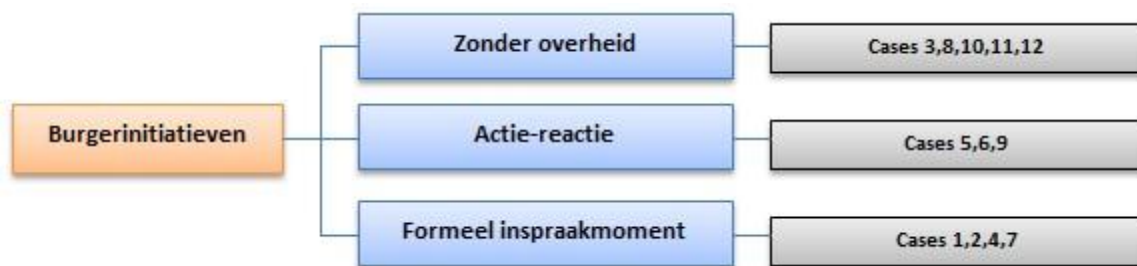 Burgerinitiatieven
Zonder overheid
Cases 3,8,10,11,12
Actie-reactie
Cases 5,6,9
Formeel inspraakmoment
Cases 1,2,4,7